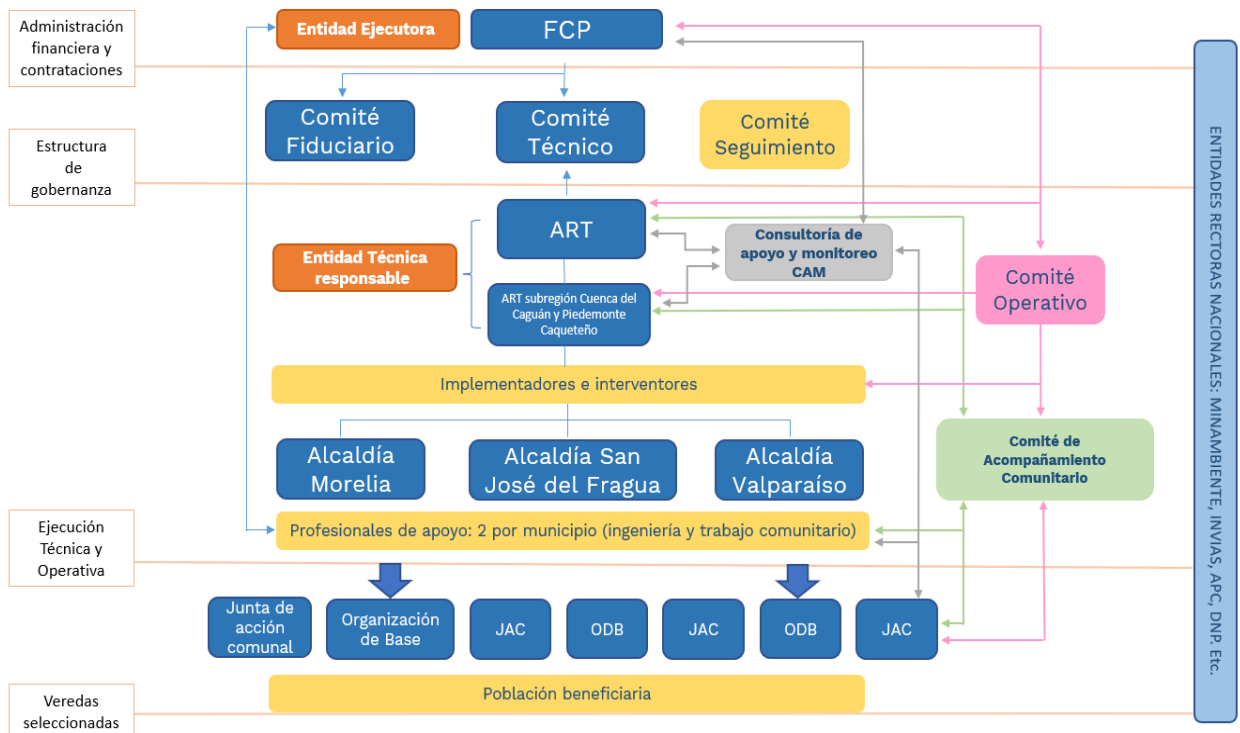 Administración
financiera y
contrataciones
Entidad Ejecutora
FCP
Comité
Fiduciario
Comité
Técnico
Comité
Seguimiento
Estructura
de
gobernanza
ART
Entidad Técnica
responsable
Consultoría de
apoyo y monitoreo
CAM
Comité
Operativo
ART subregión Cuenca del
Caguán y Piedemonte
Caqueteño
Implementadores e interventores
Alcaldía
Morelia
Alcaldía San
José del Fragua
Alcaldía
Valparaíso
Comité de
Acompañamiento
Comunitario
Ejecución
Técnica y
Operativa
Profesionales de apoyo: 2 por municipio (ingeniería y trabajo comunitario)
Junta de
acción
comunal
Organización
de Base
JAC
ODB
JAC
ODB
JAC
Veredas
seleccionadas
Población beneficiaria
ENTIDADES RECTORAS NACIONALES: MINAMBIENTE, INVIAS, APC, DNP. Etc.